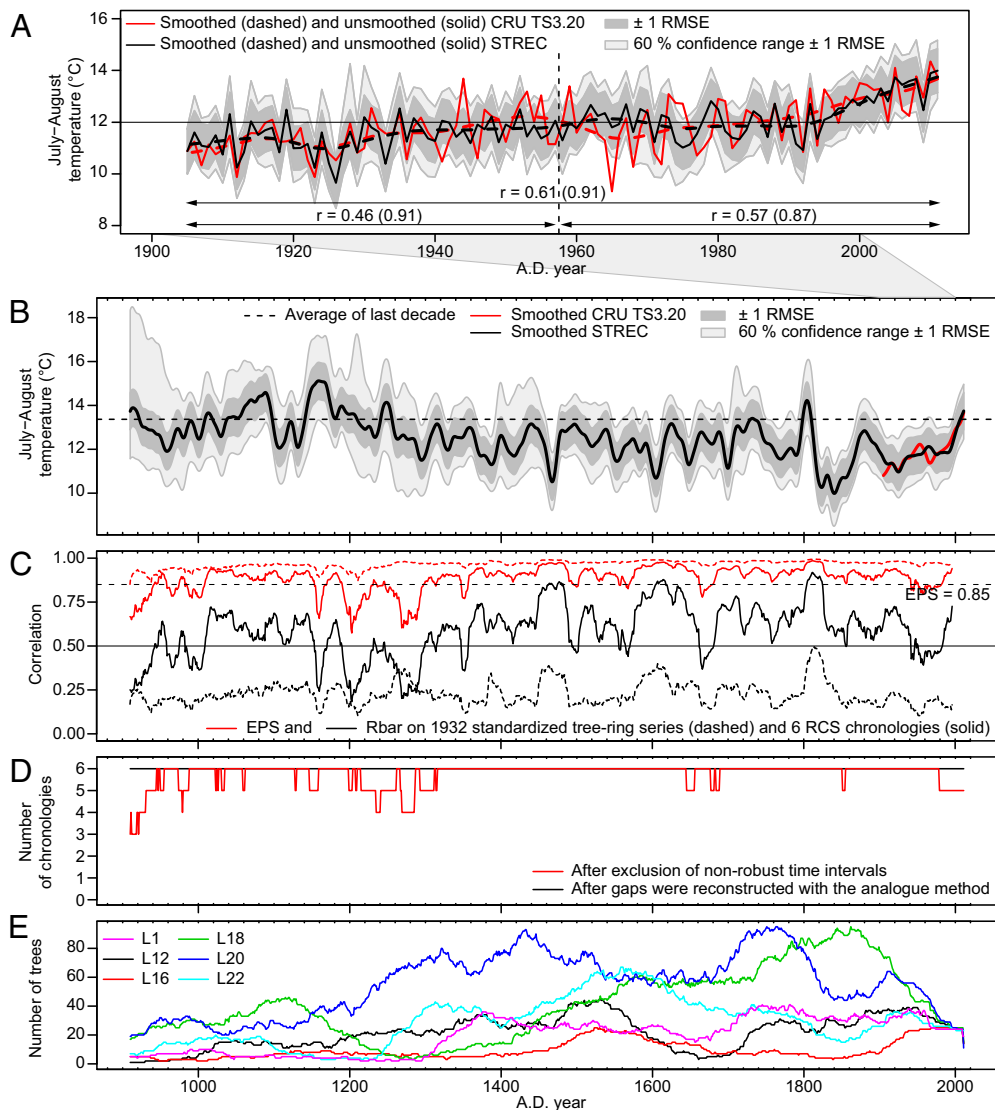 A
Smoothed (dashed) and unsmoothed (solid) CRU TS3.20
± 1 RMSE
Smoothed (dashed) and unsmoothed (solid) STREC
60 % confidence range ± 1 RMSE
July−August
temperature (°C)
16
14
12
10
8
r = 0.61 (0.91)
r = 0.46 (0.91)
r = 0.57 (0.87)
1900
1920
1940
1960
1980
2000
A.D. year
B
Average of last decade
Smoothed CRU TS3.20
± 1 RMSE
Smoothed STREC
60 % confidence range ± 1 RMSE
July−August
temperature (°C)
18
16
14
12
10
C
Correlation
1.00
0.75
0.50
0.25
0.00
EPS = 0.85
EPS and
Rbar on 1932 standardized tree-ring series (dashed) and 6 RCS chronologies (solid)
D
Number
of chronologies
6
5
4
3
2
1
0
After exclusion of non-robust time intervals
After gaps were reconstructed with the analogue method
E
L1
L18
L12
L20
L16
L22
Number of trees
80
60
40
20
0
1000
1200
1400
1600
1800
2000
A.D. year